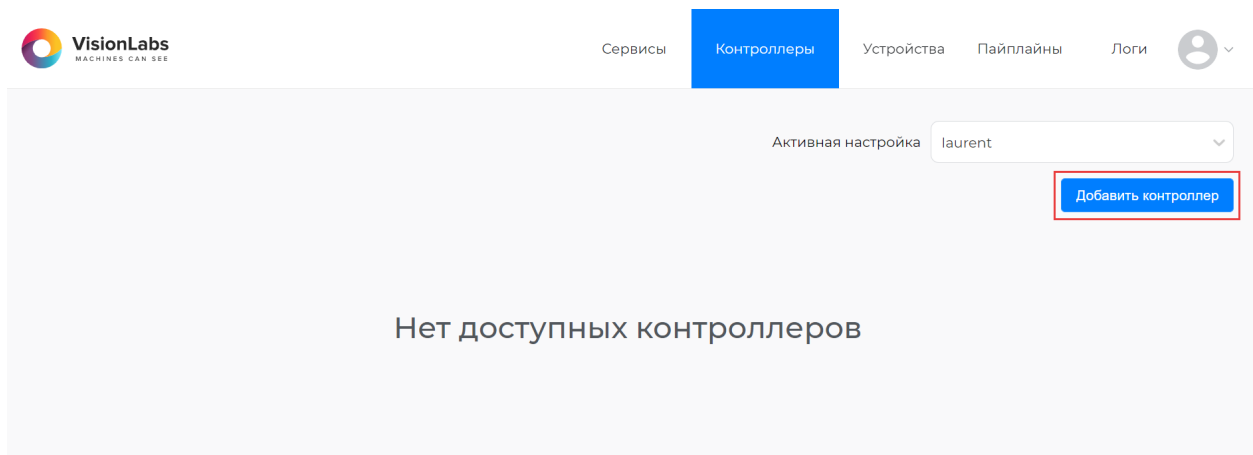 VisionLabs
MACHINES CAN SEE
Сервисы Контроллеры Устройства Пайплайны Логи
Активная настройка laurent
Добавить контроллер
Нет доступных контроллеров